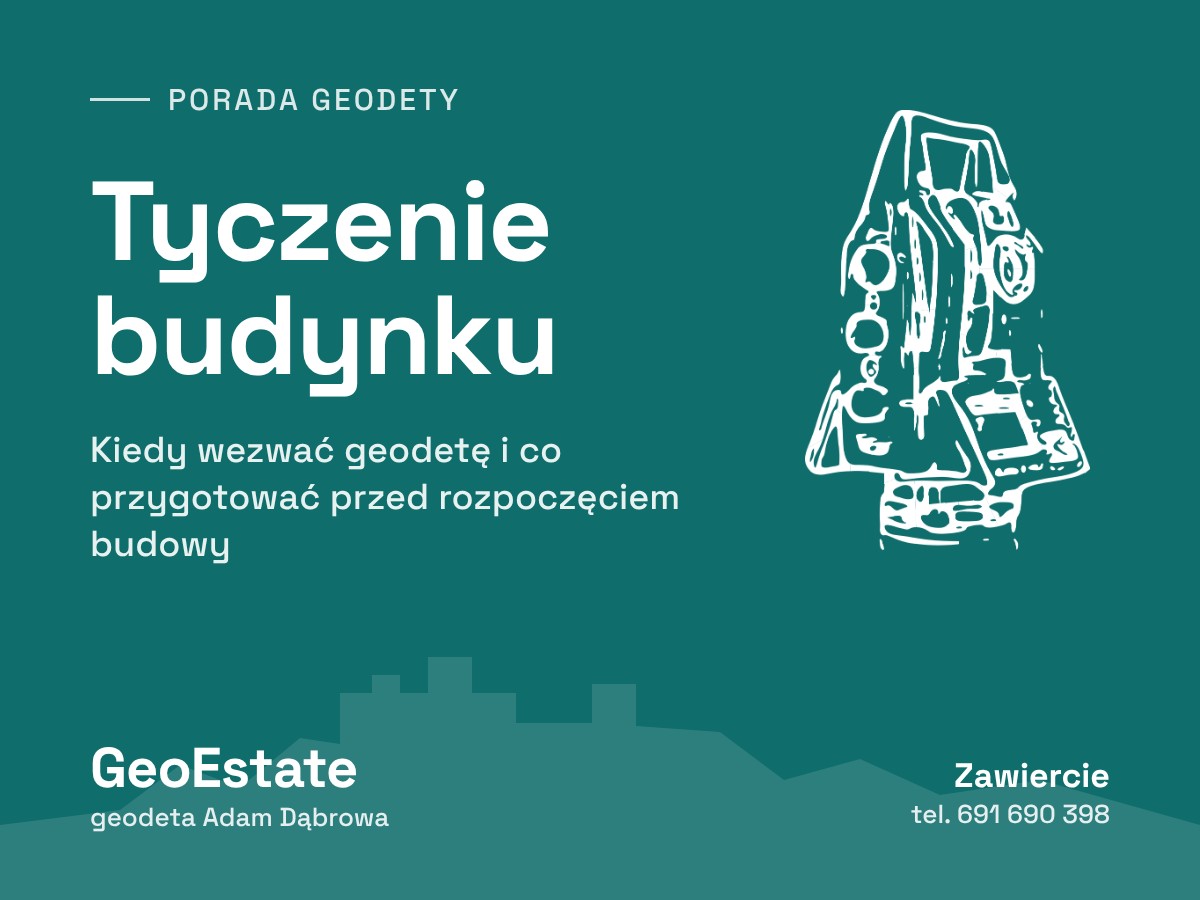 PORADA GEODETY
Tyczenie
budynku
Kiedy wezwać geodetę i co
przygotować przed rozpoczęciem
budowy
GeoEstate
geodeta Adam Dąbrowa
Zawiercie
tel. 691 690 398